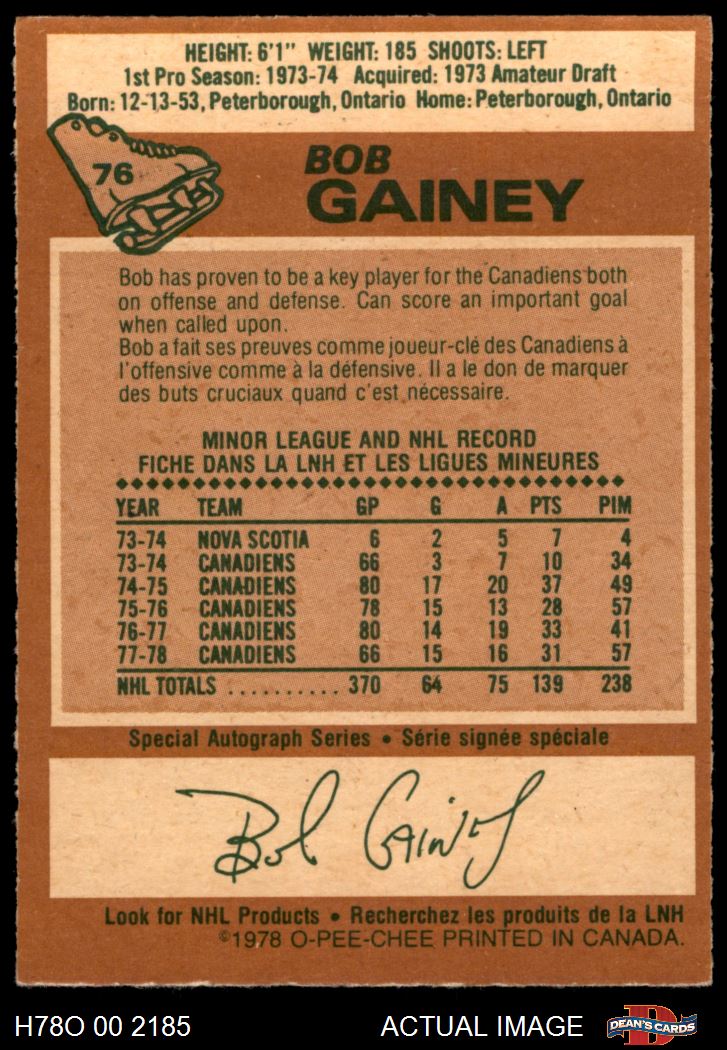 HEIGHT: 6'1" WEIGHT: 185 SHOOTS: LEFT
1st Pro Season: 1973-74 Acquired: 1973 Amateur Draft
Born: 12-13-53, Peterborough, Ontario Home: Peterborough, Ontario
76
BOB
GAINEY
Bob has proven to be a key player for the Canadiens both
on offense and defense. Can score an important goal
when called upon.
Bob a fait ses preuves comme joueur-clé des Canadiens à
l'offensive comme à la défensive. Il a le don de marquer
des buts cruciaux quand c'est nécessaire.
MINOR LEAGUE AND NHL RECORD
FICHE DANS LA LNH ET LES LIGUES MINEURES
YEAR TEAM GP G A PTS PIM
73-74 NOVA SCOTIA 6 2 5 7 4
73-74 CANADIENS 66 3 7 10 34
74-75 CANADIENS 80 17 20 37 49
75-76 CANADIENS 78 15 13 28 57
76-77 CANADIENS 80 14 19 33 41
77-78 CANADIENS 66 15 16 31 57
NHL TOTALS .......... 370 64 75 139 238
Special Autograph Series • Série signée spéciale
Bob Gainey
Look for NHL Products • Recherchez les produits de la LNH
©1978 O-PEE-CHEE PRINTED IN CANADA.
H78O 00 2185 ACTUAL IMAGE DEAN'S CARDS